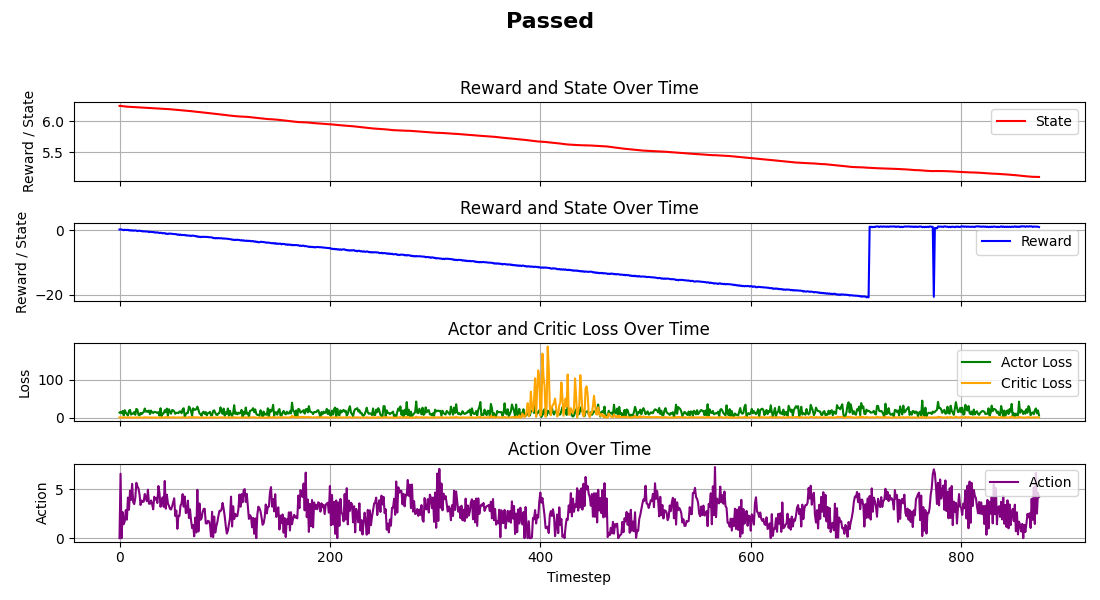 Passed
Reward and State Over Time
Reward / State
6.0
5.5
State
Reward and State Over Time
Reward / State
0
−20
Reward
Actor and Critic Loss Over Time
Loss
100
0
Actor Loss
Critic Loss
Action Over Time
Action
5
0
Action
0 200 400 600 800
Timestep